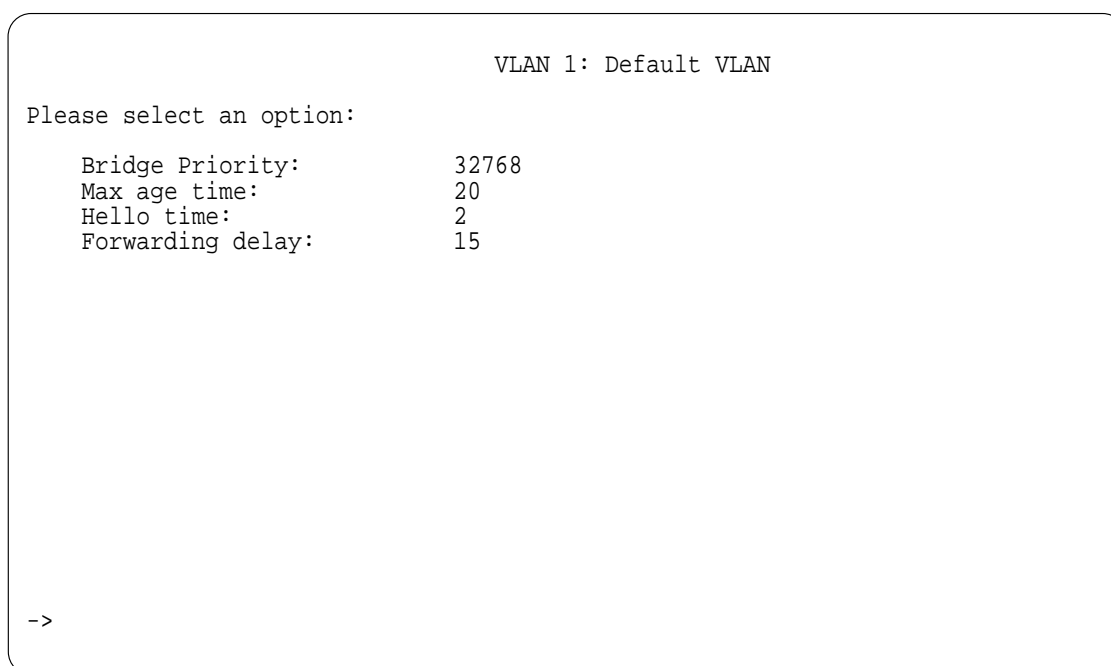 VLAN 1: Default VLAN
Please select an option:
Bridge Priority: 32768
Max age time: 20
Hello time: 2
Forwarding delay: 15
->